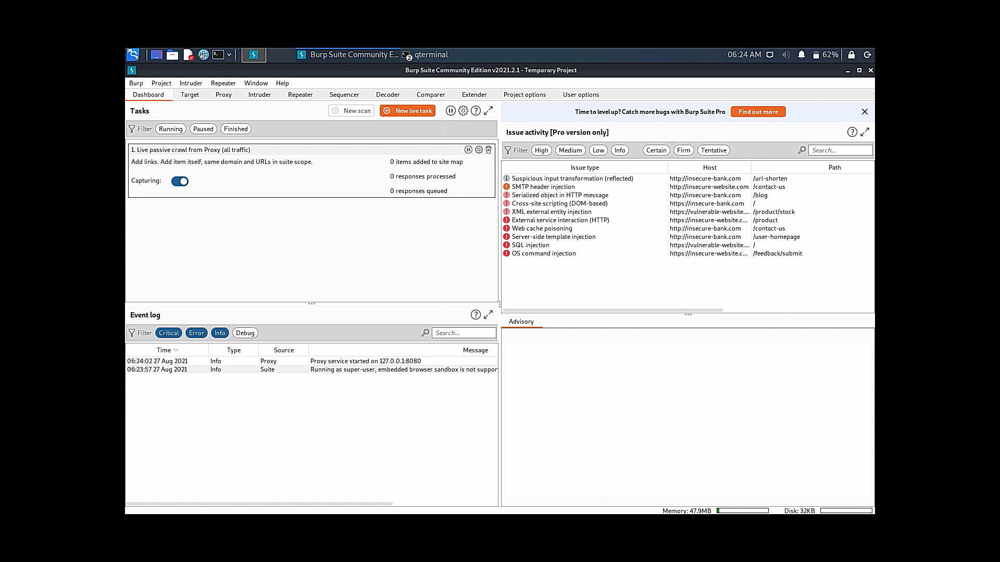 Burp Suite Community E... 2 qterminal 06:24 AM 62%
Burp Suite Community Edition v2021.2.1 - Temporary Project
Burp Project Intruder Repeater Window Help
Dashboard Target Proxy Intruder Repeater Sequencer Decoder Comparer Extender Project options User options
Tasks New scan New live task
Filter Running Paused Finished
1. Live passive crawl from Proxy (all traffic)
Add links. Add item itself, same domain and URLs in suite scope. 0 items added to site map
0 responses processed
Capturing:
0 responses queued
Event log
Filter Critical Error Info Debug Search...
Time Type Source Message
06:24:02 27 Aug 2021 Info Proxy Proxy service started on 127.0.0.1:8080
06:23:57 27 Aug 2021 Info Suite Running as super-user, embedded browser sandbox is not suppor
Time to level up? Catch more bugs with Burp Suite Pro Find out more
Issue activity [Pro version only]
Filter High Medium Low Info Certain Firm Tentative Search...
Issue type Host Path
Suspicious input transformation (reflected) http://insecure-bank.com /url-shorten
SMTP header injection http://insecure-website.com /contact-us
Serialized object in HTTP message http://insecure-bank.com /blog
Cross-site scripting (DOM-based) https://insecure-bank.com /
XML external entity injection https://vulnerable-website.... /product/stock
External service interaction (HTTP) https://insecure-website.c... /product
Web cache poisoning http://insecure-bank.com /contact-us
Server-side template injection http://insecure-bank.com /user-homepage
SQL injection https://vulnerable-website.... /
OS command injection https://insecure-website.c... /feedback/submit
Advisory
Memory: 47.9MB Disk: 32KB